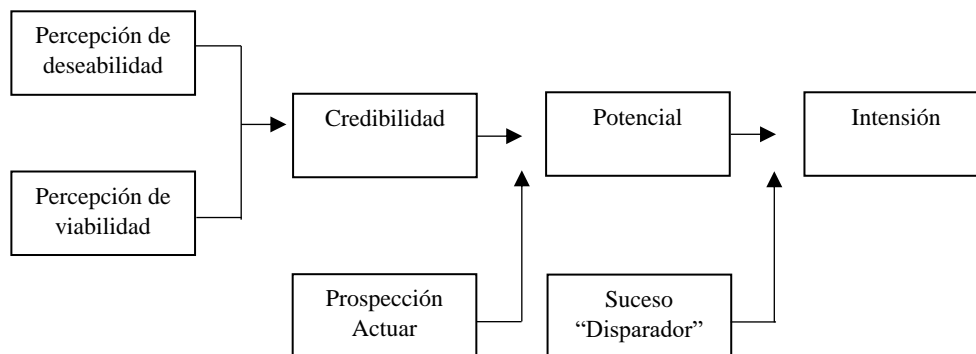 Percepción de
deseabilidad
Credibilidad
Potencial
Intensión
Percepción de
viabilidad
Prospección
Actuar
Suceso
“Disparador”